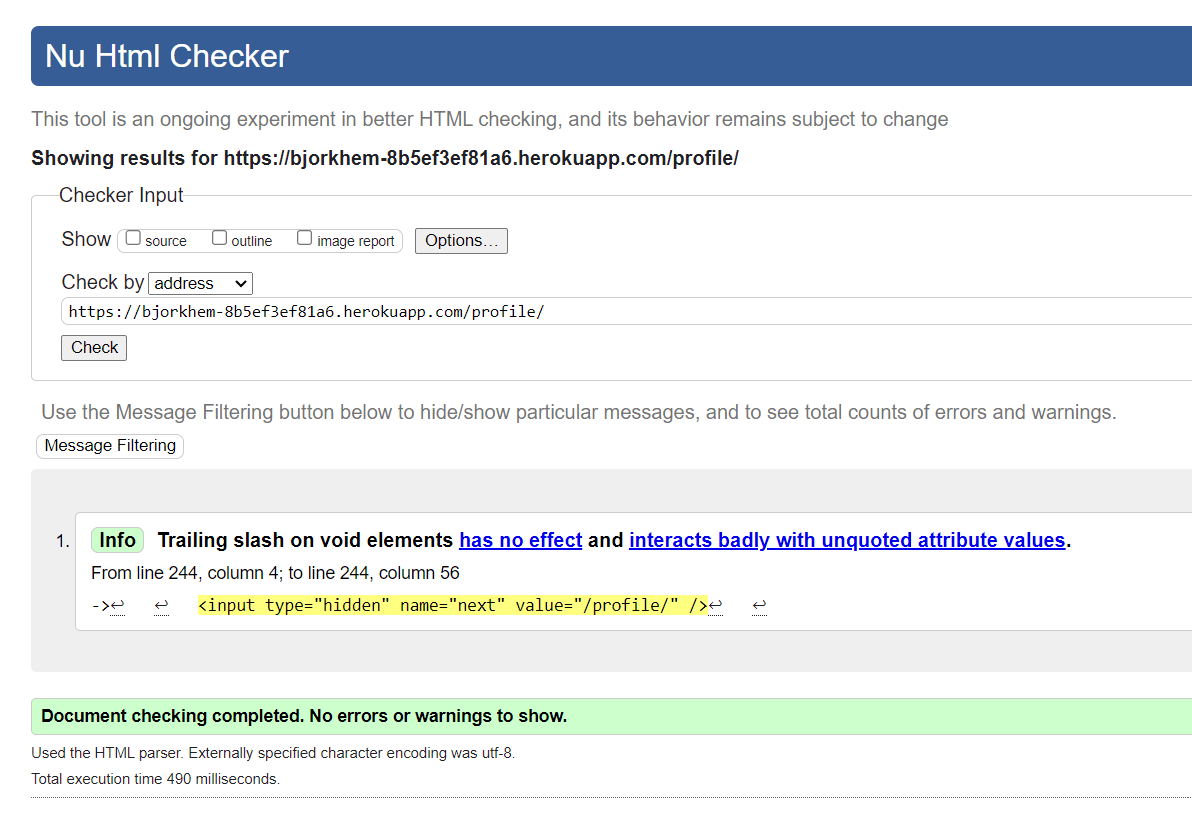 Nu Html Checker
This tool is an ongoing experiment in better HTML checking, and its behavior remains subject to change
Showing results for https://bjorkhem-8b5ef3ef81a6.herokuapp.com/profile/
Checker Input
Show source outline image report Options...
Check by address
https://bjorkhem-8b5ef3ef81a6.herokuapp.com/profile/
Check
Use the Message Filtering button below to hide/show particular messages, and to see total counts of errors and warnings.
Message Filtering
1. Info Trailing slash on void elements has no effect and interacts badly with unquoted attribute values.
From line 244, column 4; to line 244, column 56
->↩ ↩ <input type="hidden" name="next" value="/profile/" />↩ ↩
Document checking completed. No errors or warnings to show.
Used the HTML parser. Externally specified character encoding was utf-8.
Total execution time 490 milliseconds.